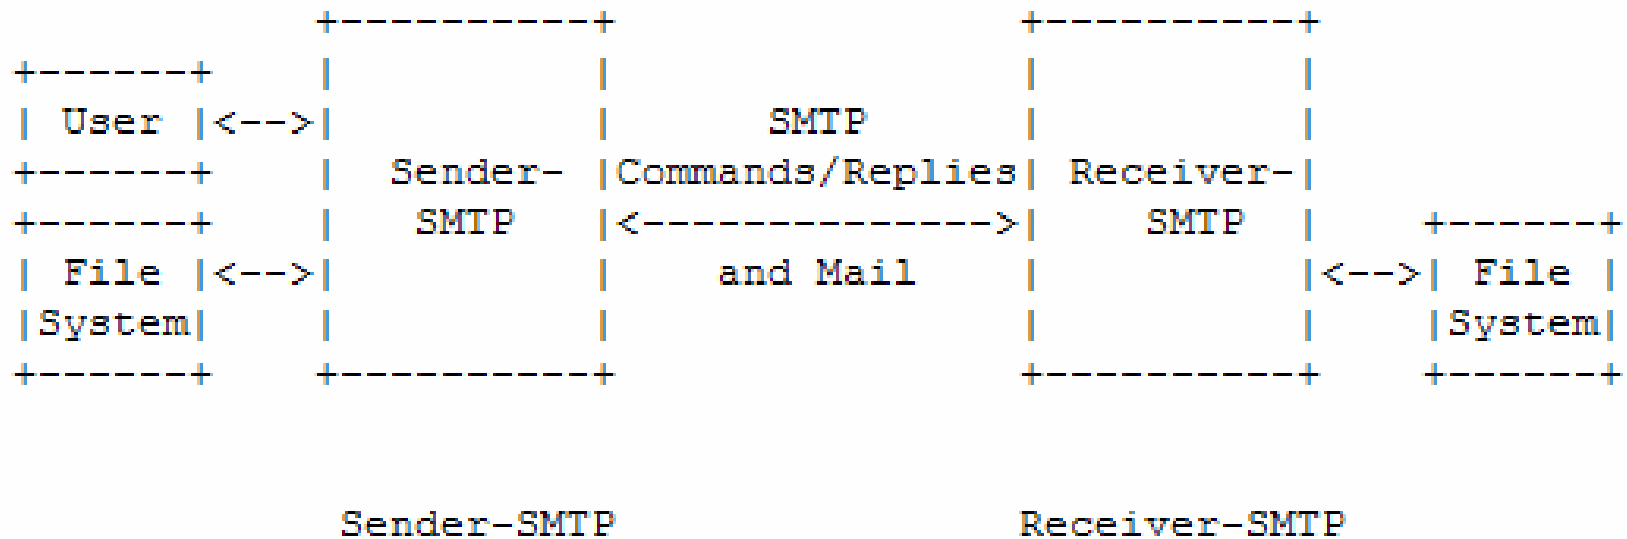 +----------+                +----------+
+------+    |          |                |          |
| User |<-->|          |      SMTP      |          |
+------+    |  Sender- |Commands/Replies| Receiver-|
+------+    |   SMTP   |<-------------->|    SMTP  |    +------+
| File |<-->|          |    and Mail    |          |<-->| File |
|System|    |          |                |          |    |System|
+------+    +----------+                +----------+    +------+
             Sender-SMTP                Receiver-SMTP